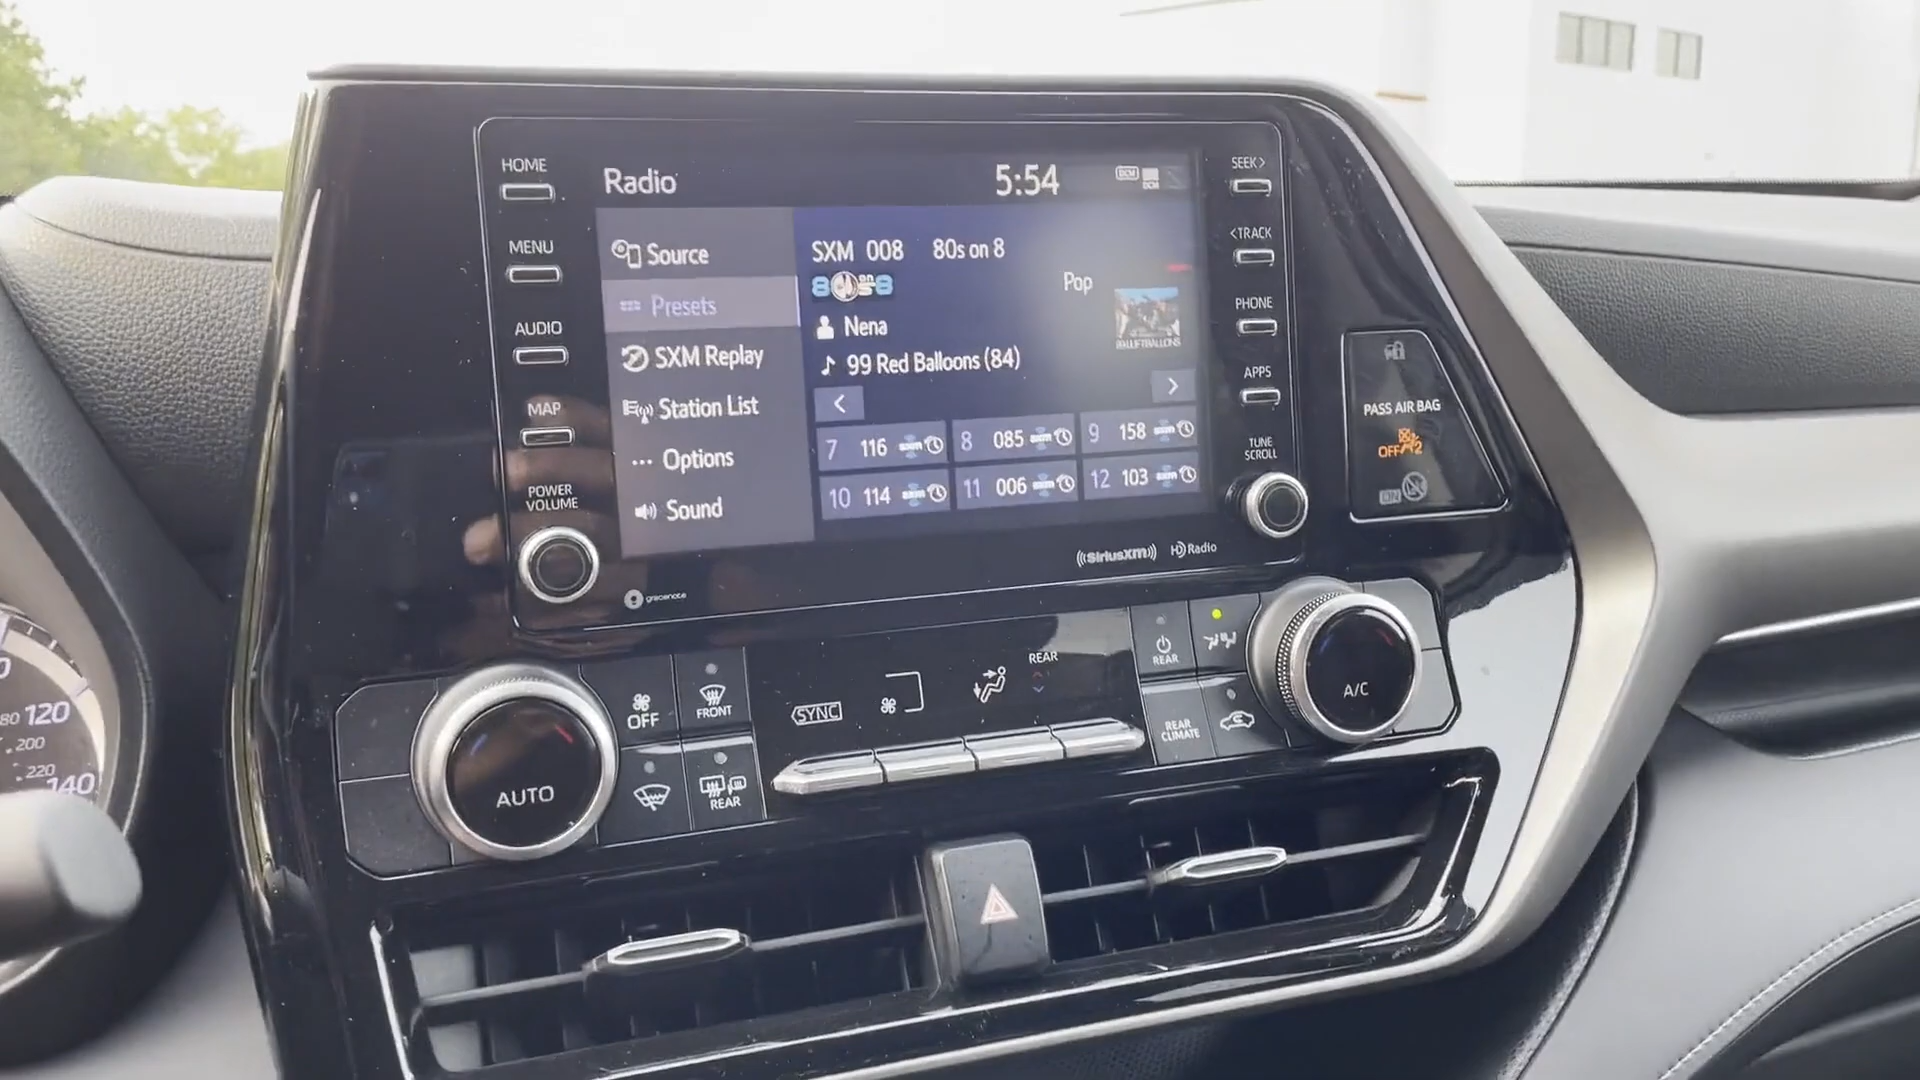 HOME
MENU
AUDIO
MAP
POWER
VOLUME
Radio
5:54
Source
Presets
SXM Replay
Station List
Options
Sound
SXM 008 80s on 8
Pop
Nena
99 Red Balloons (84)
7 116
8 085
9 158
10 114
11 006
12 103
gracenote
((SiriusXM))
HD Radio
SEEK>
<TRACK
PHONE
APPS
TUNE
SCROLL
PASS AIR BAG
OFF
ON
AUTO
OFF
FRONT
REAR
SYNC
REAR
REAR
REAR
CLIMATE
A/C
80
120
200
220
140